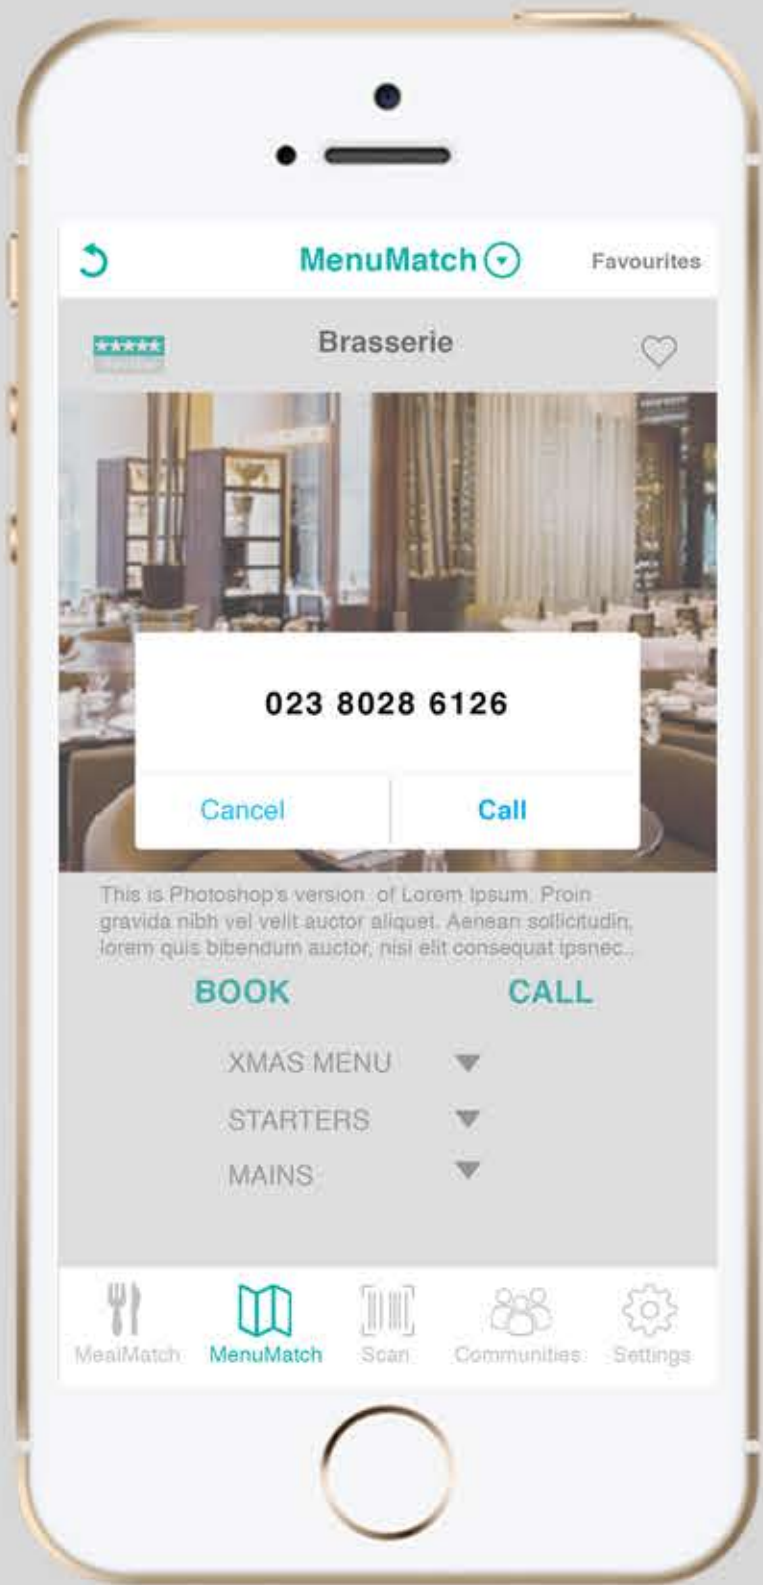 MenuMatch
Favourites
Brasserie
023 8028 6126
Cancel
Call
This is Photoshop's version of Lorem Ipsum. Proin
gravida nibh vel velit auctor aliquet. Aenean sollicitudin,
lorem quis bibendum auctor, nisi elit consequat ipsnec..
BOOK
CALL
XMAS MENU
STARTERS
MAINS
MealMatch
MenuMatch
Scan
Communities
Settings